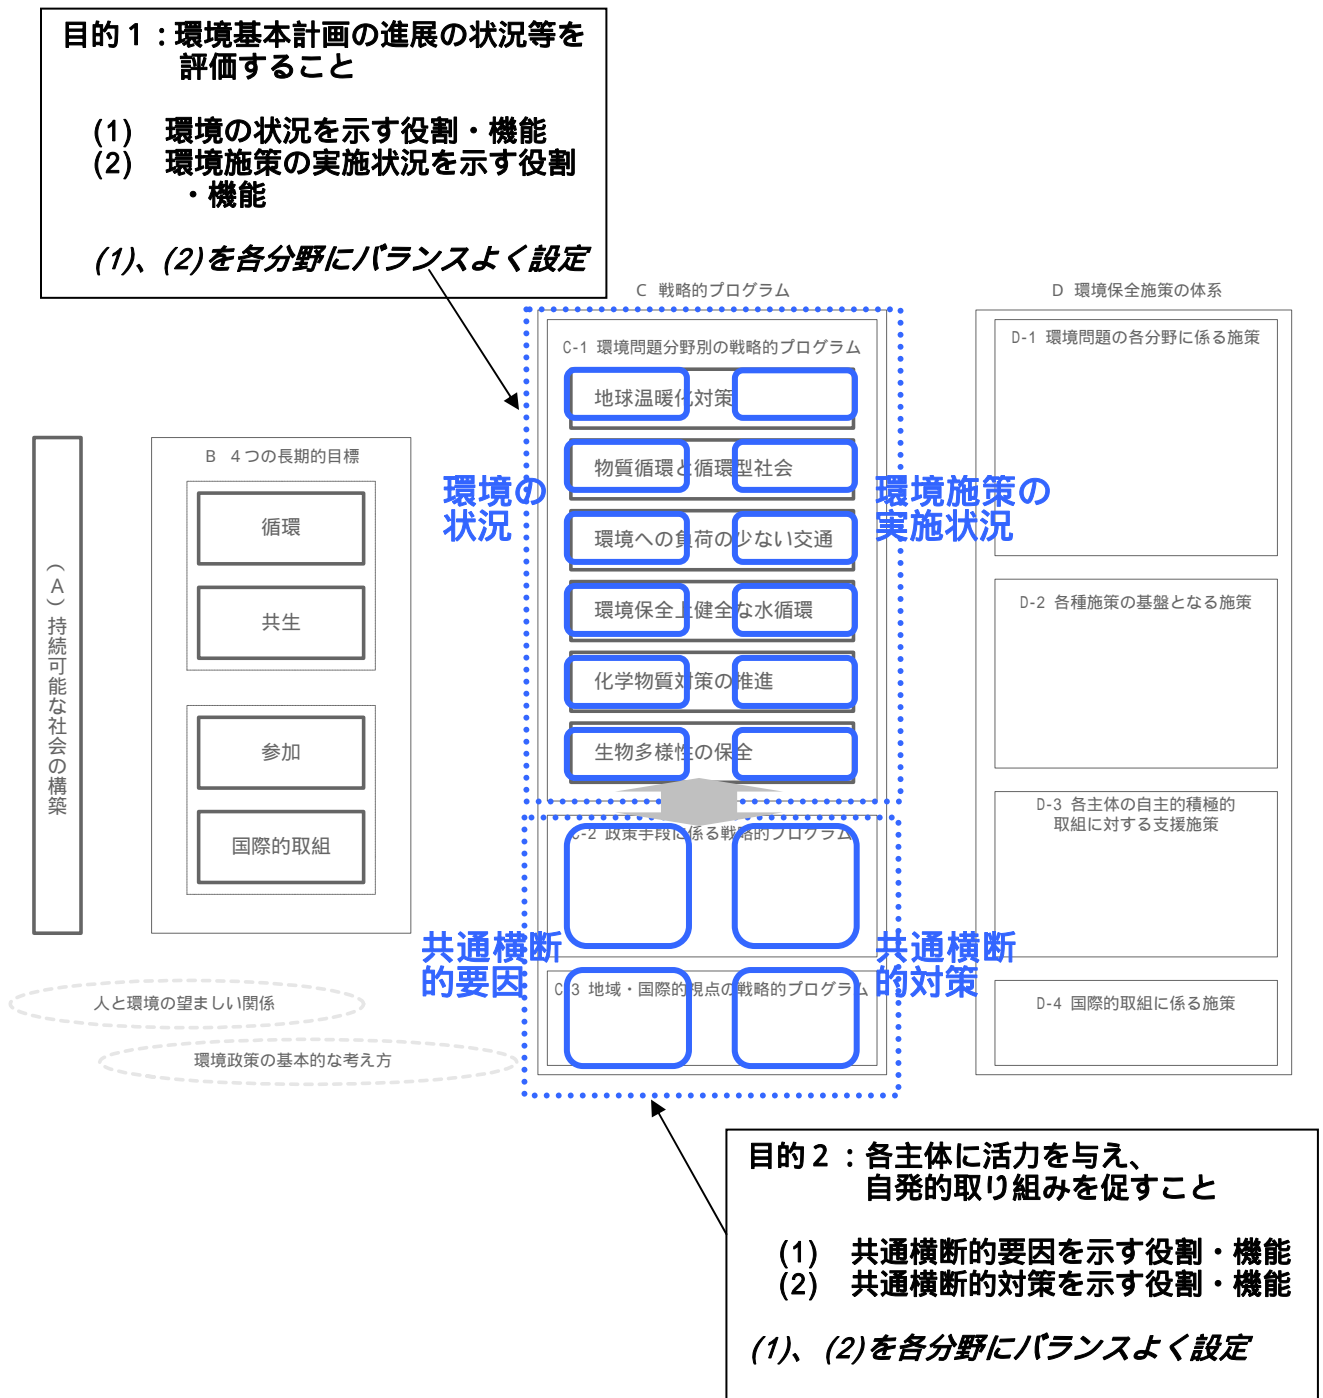 目的１：環境基本計画の進展の状況等を
評価すること
(1)　環境の状況を示す役割・機能
(2)　環境施策の実施状況を示す役割
・機能
(1)、(2)を各分野にバランスよく設定
C 戦略的プログラム
D 環境保全施策の体系
C-1 環境問題分野別の戦略的プログラム
地球温暖化対策
物質循環と循環型社会
環境への負荷の少ない交通
環境保全上健全な水循環
化学物質対策の推進
生物多様性の保全
C-2 政策手段に係る戦略的プログラム
C-3 地域・国際的視点の戦略的プログラム
環境の
状況
環境施策の
実施状況
共通横断
的要因
共通横断
的対策
D-1 環境問題の各分野に係る施策
D-2 各種施策の基盤となる施策
D-3 各主体の自主的積極的
取組に対する支援施策
D-4 国際的取組に係る施策
B ４つの長期的目標
循環
共生
参加
国際的取組
（A）持続可能な社会の構築
人と環境の望ましい関係
環境政策の基本的な考え方
目的２：各主体に活力を与え、
自発的取り組みを促すこと
(1)　共通横断的要因を示す役割・機能
(2)　共通横断的対策を示す役割・機能
(1)、(2)を各分野にバランスよく設定